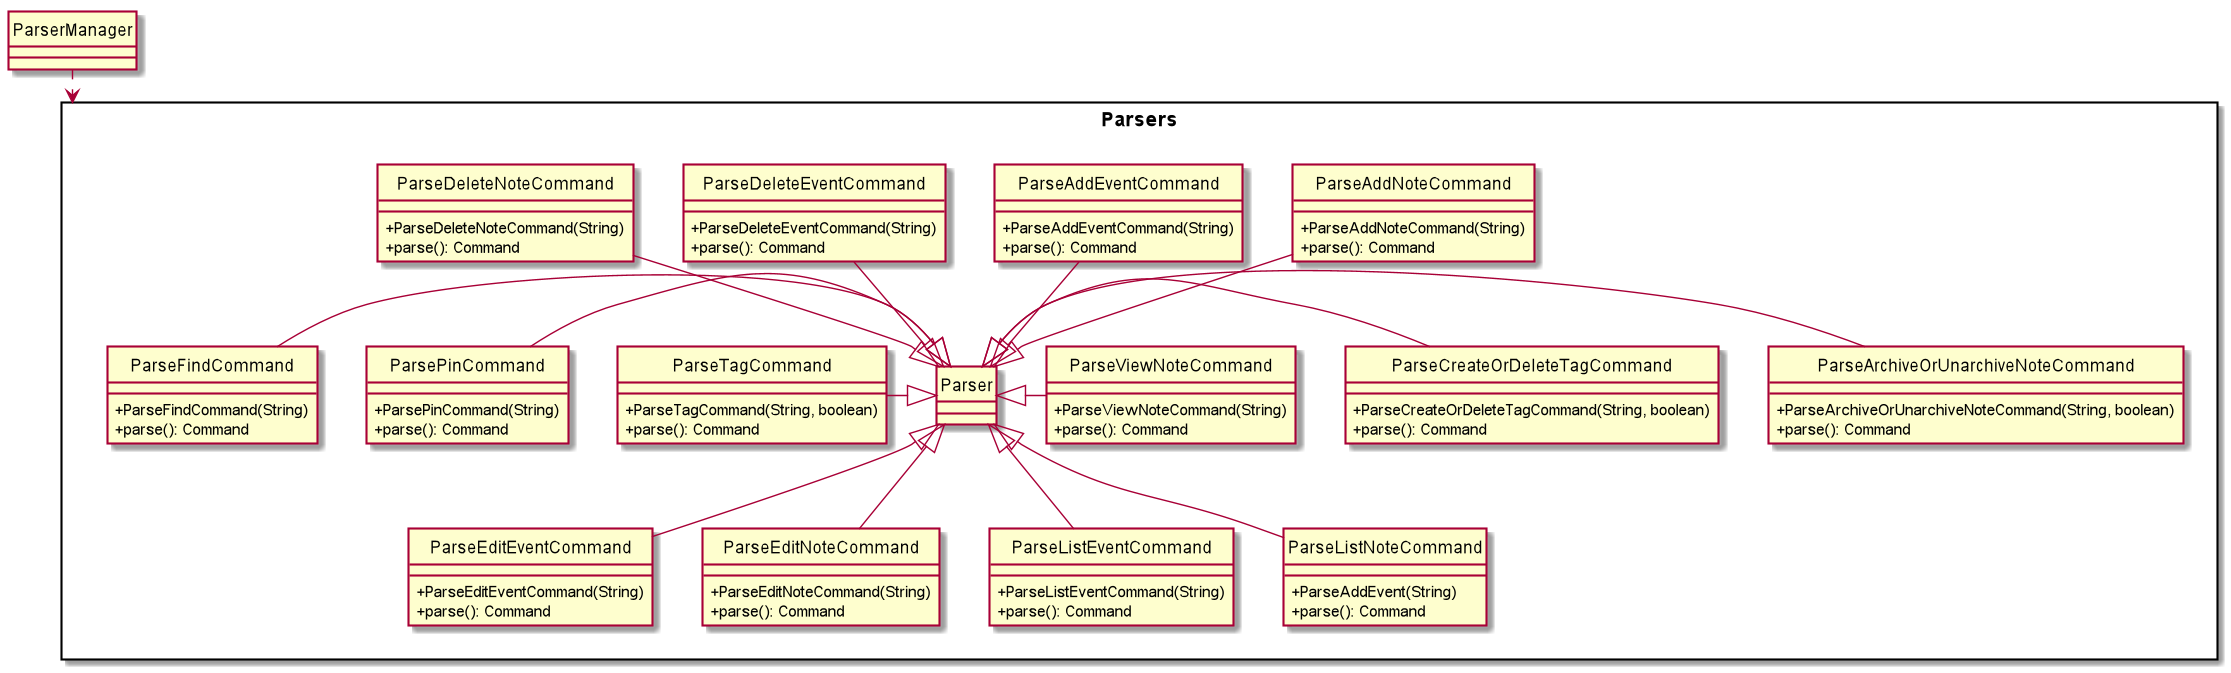 ParserManager
Parsers
ParseDeleteNoteCommand
+ParseDeleteNoteCommand(String)
+parse(): Command
ParseDeleteEventCommand
+ParseDeleteEventCommand(String)
+parse(): Command
ParseAddEventCommand
+ParseAddEventCommand(String)
+parse(): Command
ParseAddNoteCommand
+ParseAddNoteCommand(String)
+parse(): Command
ParseFindCommand
+ParseFindCommand(String)
+parse(): Command
ParsePinCommand
+ParsePinCommand(String)
+parse(): Command
ParseTagCommand
+ParseTagCommand(String, boolean)
+parse(): Command
Parser
ParseViewNoteCommand
+ParseViewNoteCommand(String)
+parse(): Command
ParseCreateOrDeleteTagCommand
+ParseCreateOrDeleteTagCommand(String, boolean)
+parse(): Command
ParseArchiveOrUnarchiveNoteCommand
+ParseArchiveOrUnarchiveNoteCommand(String, boolean)
+parse(): Command
ParseEditEventCommand
+ParseEditEventCommand(String)
+parse(): Command
ParseEditNoteCommand
+ParseEditNoteCommand(String)
+parse(): Command
ParseListEventCommand
+ParseListEventCommand(String)
+parse(): Command
ParseListNoteCommand
+ParseAddEvent(String)
+parse(): Command